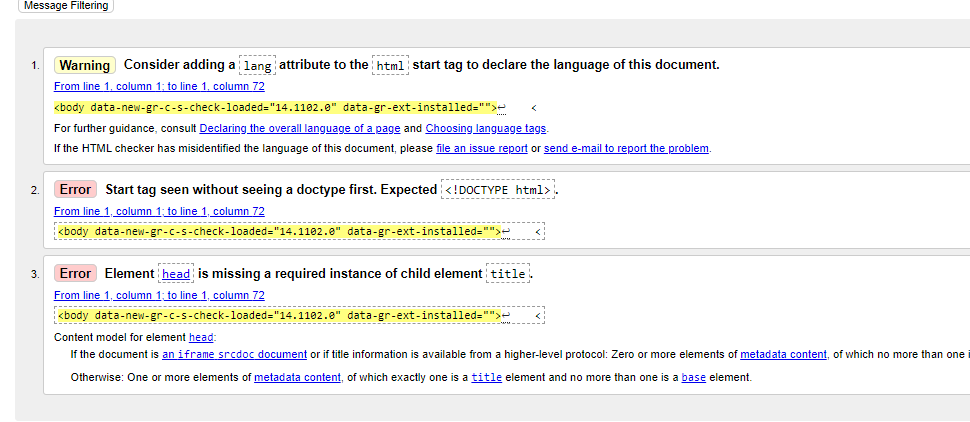 Message Filtering
1. Warning Consider adding a lang attribute to the html start tag to declare the language of this document.
From line 1, column 1; to line 1, column 72
<body data-new-gr-c-s-check-loaded="14.1102.0" data-gr-ext-installed="">↩ <
For further guidance, consult Declaring the overall language of a page and Choosing language tags.
If the HTML checker has misidentified the language of this document, please file an issue report or send e-mail to report the problem.
2. Error Start tag seen without seeing a doctype first. Expected <!DOCTYPE html>.
From line 1, column 1; to line 1, column 72
<body data-new-gr-c-s-check-loaded="14.1102.0" data-gr-ext-installed="">↩ <
3. Error Element head is missing a required instance of child element title.
From line 1, column 1; to line 1, column 72
<body data-new-gr-c-s-check-loaded="14.1102.0" data-gr-ext-installed="">↩ <
Content model for element head:
If the document is an iframe srcdoc document or if title information is available from a higher-level protocol: Zero or more elements of metadata content, of which no more than one i
Otherwise: One or more elements of metadata content, of which exactly one is a title element and no more than one is a base element.